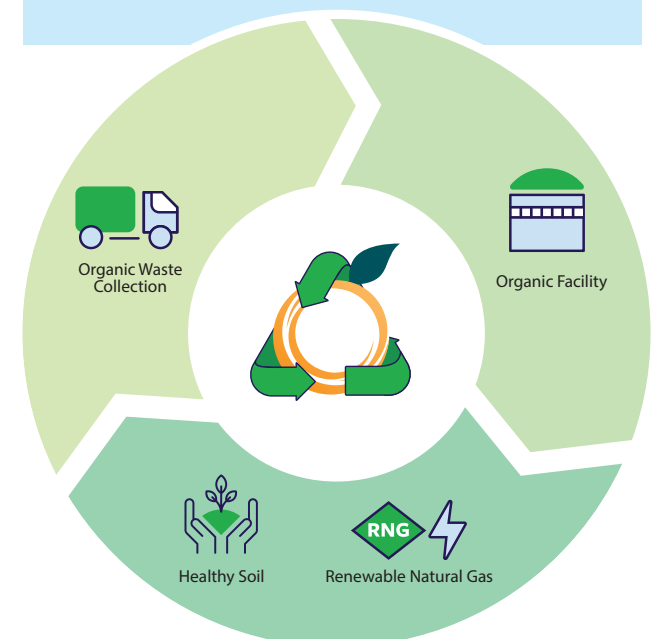 Organic Waste
Collection
Organic Facility
RNG
Healthy Soil
Renewable Natural Gas